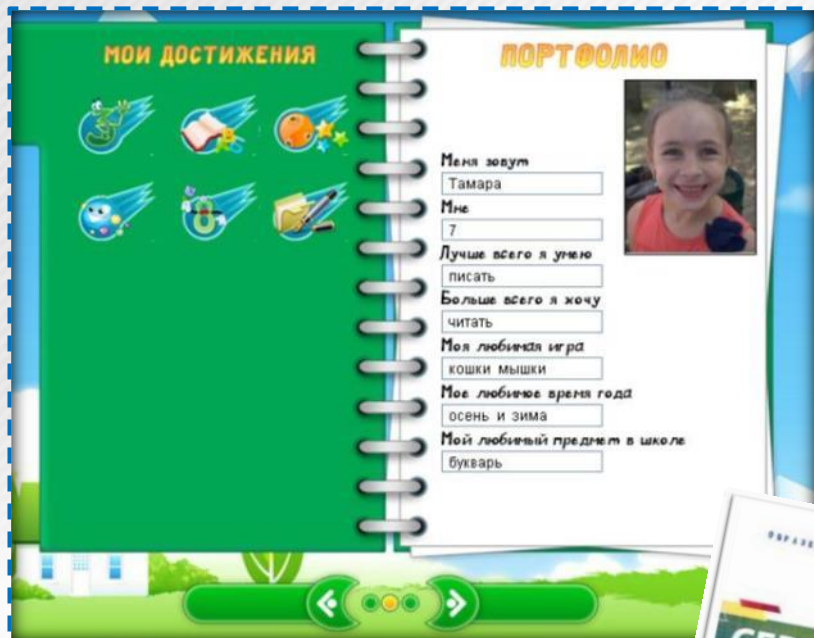 МОИ ДОСТИЖЕНИЯ
ПОРТФОЛИО
Меня зовут
Тамара
Мне
7
Лучше всего я умею
писать
Больше всего я хочу
читать
Моя любимая игра
кошки мышки
Мое любимое время года
осень и зима
Мой любимый предмет в школе
букварь